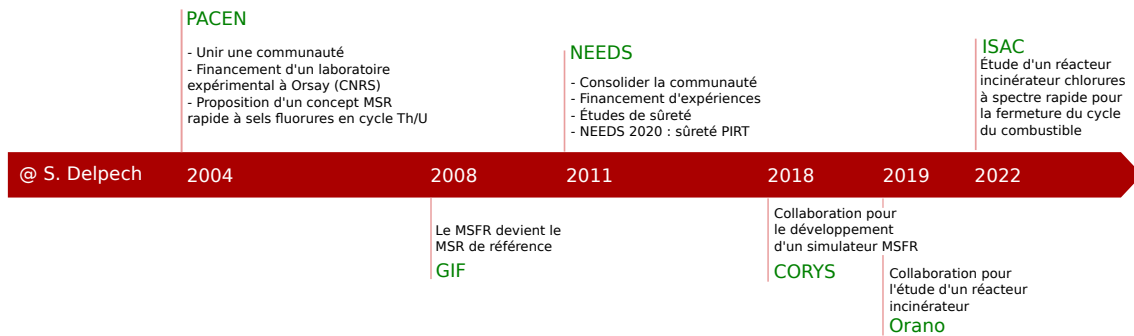 PACEN
- Unir une communauté
- Financement d'un laboratoire
expérimental à Orsay (CNRS)
- Proposition d'un concept MSR
rapide à sels fluorures en cycle Th/U
NEEDS
- Consolider la communauté
- Financement d'expériences
- Études de sûreté
- NEEDS 2020 : sûreté PIRT
ISAC
Étude d'un réacteur
incinérateur chlorures
à spectre rapide pour
la fermeture du cycle
du combustible
@ S. Delpech
2004
2008
2011
2018
2019
2022
Le MSFR devient le
MSR de référence
GIF
Collaboration pour
le développement
d'un simulateur MSFR
CORYS
Collaboration pour
l'étude d'un réacteur
incinérateur
Orano